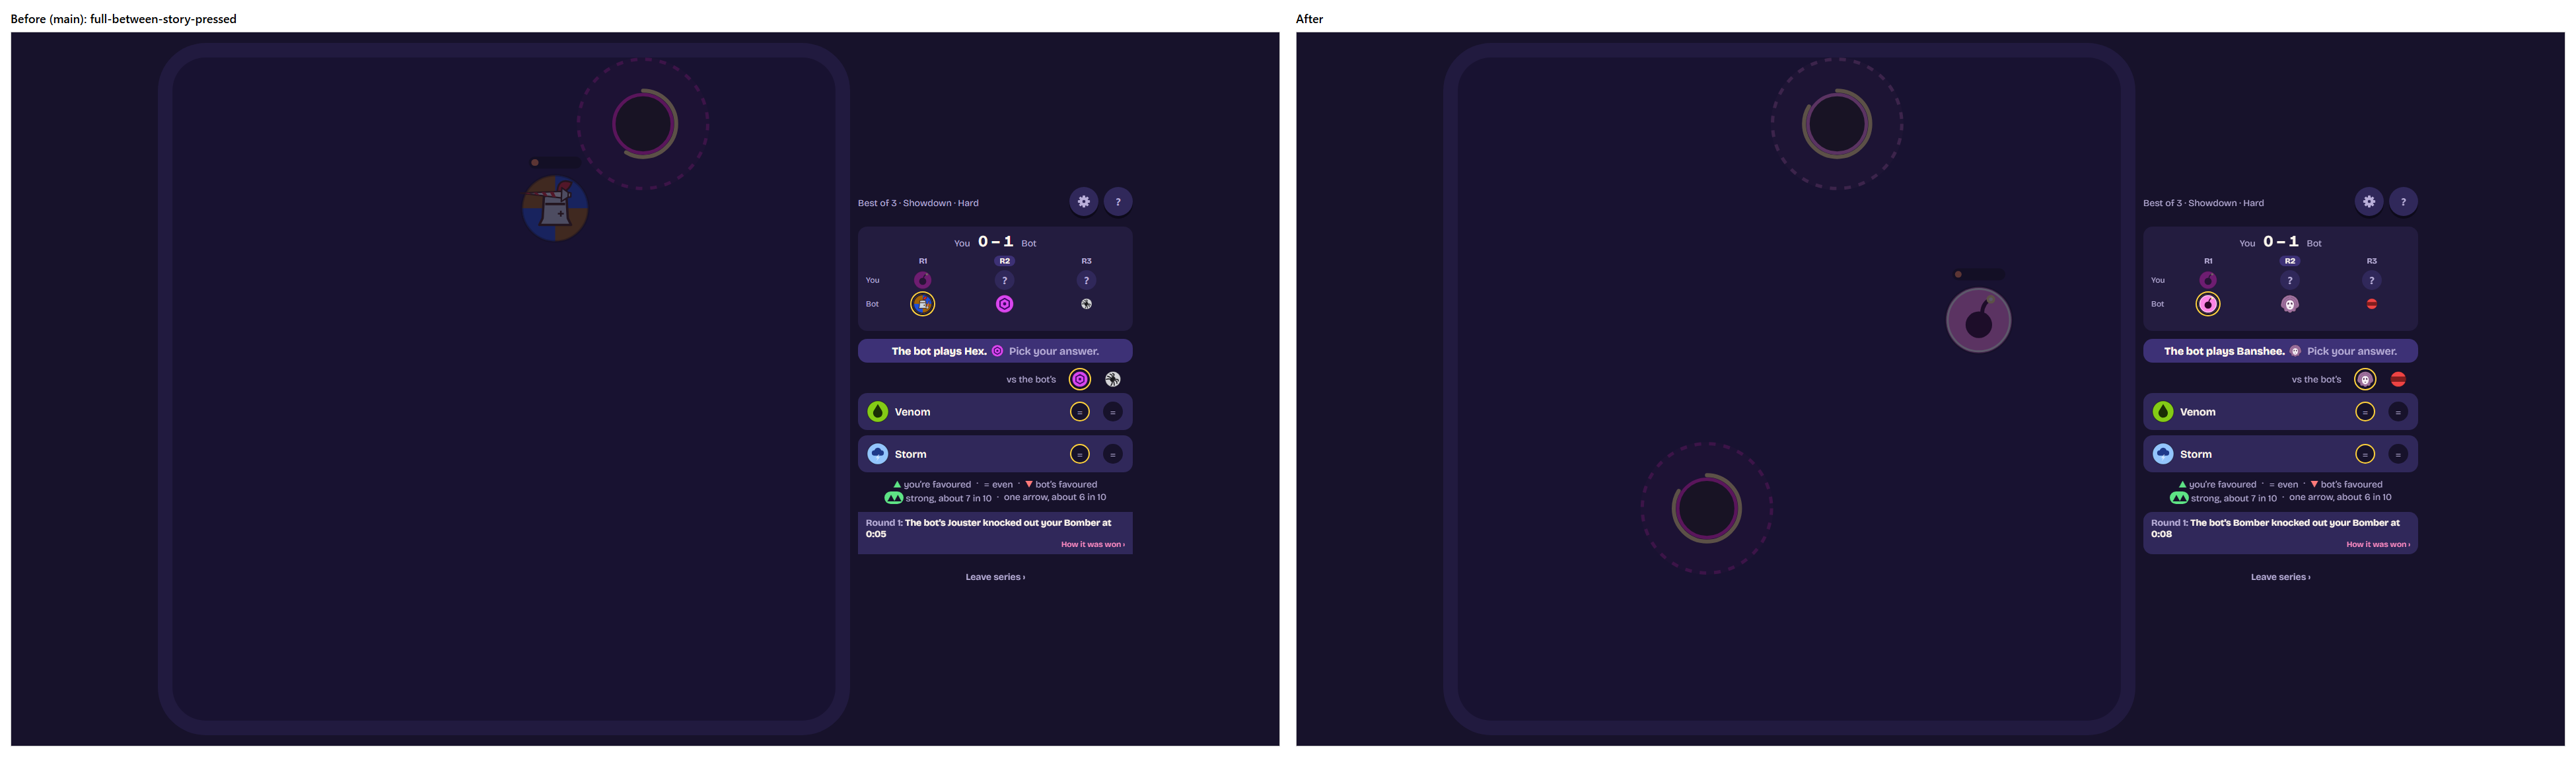 Before (main): full-between-story-pressed
Best of 3 · Showdown · Hard
?
You 0 – 1 Bot
R1 R2 R3
You ? ?
Bot
The bot plays Hex. Pick your answer.
vs the bot's
Venom = =
Storm = =
▲ you're favoured · = even · ▼ bot's favoured
▲▲ strong, about 7 in 10 · one arrow, about 6 in 10
Round 1: The bot's Jouster knocked out your Bomber at
0:05
How it was won ›
Leave series ›
After
Best of 3 · Showdown · Hard
?
You 0 – 1 Bot
R1 R2 R3
You ? ?
Bot
The bot plays Banshee. Pick your answer.
vs the bot's
Venom = =
Storm = =
▲ you're favoured · = even · ▼ bot's favoured
▲▲ strong, about 7 in 10 · one arrow, about 6 in 10
Round 1: The bot's Bomber knocked out your Bomber at
0:08
How it was won ›
Leave series ›